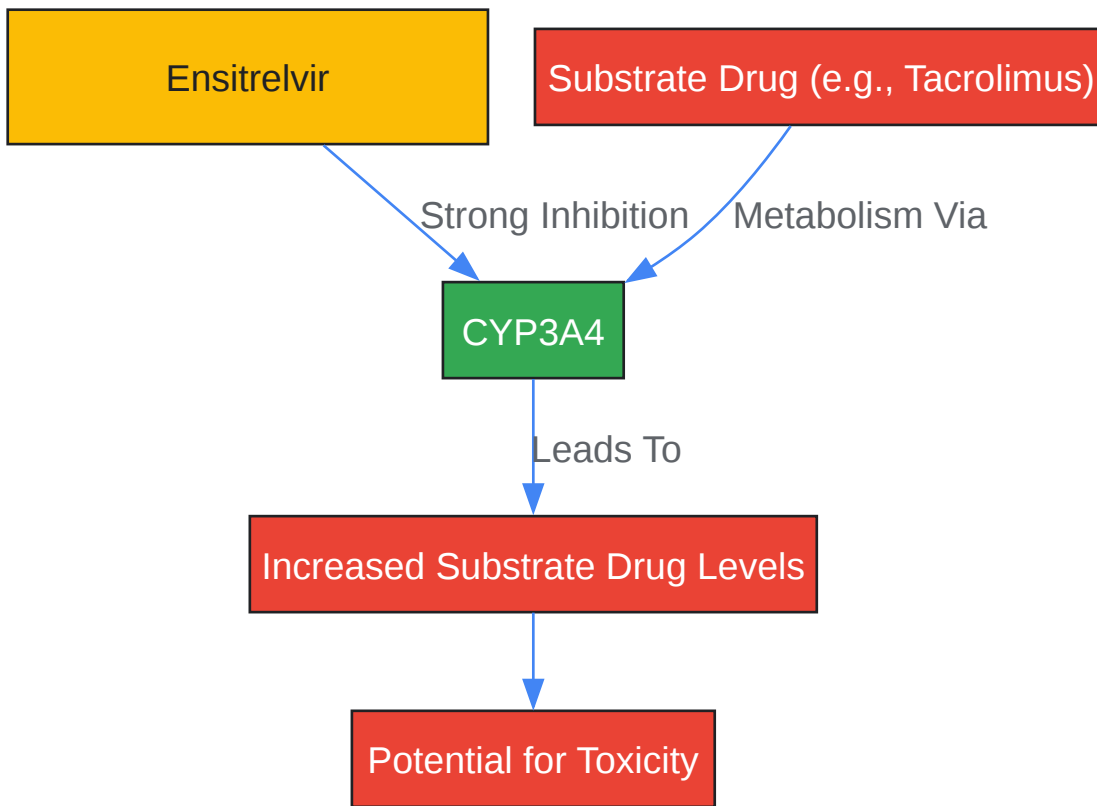 Ensitrelvir
Substrate Drug (e.g., Tacrolimus)
Strong Inhibition
Metabolism Via
CYP3A4
Leads To
Increased Substrate Drug Levels
Potential for Toxicity